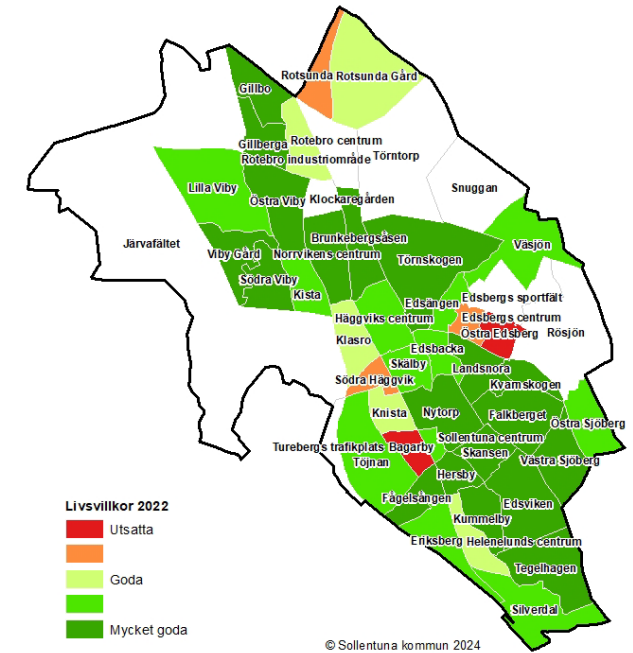 Rotsunda
Rotsunda Gård
Gillbo
Gillberga
Rotebro centrum
Rotebro industriområde
Törntorp
Lilla Viby
Östra Viby
Klockaregården
Snuggan
Järvafältet
Viby Gård
Brunkebergsåsen
Norrvikens centrum
Törnskogen
Väsjön
Södra Viby
Kista
Edsängen
Edsbergs sportfält
Häggviks centrum
Edsbergs centrum
Östra Edsberg
Rösjön
Klasro
Edsbacka
Skälby
Landsnora
Södra Häggvik
Kvarnskogen
Knista
Nytorp
Falkberget
Östra Sjöberg
Sollentuna centrum
Turebergs trafikplats
Bagarby
Skansen
Töjnan
Västra Sjöberg
Hersby
Fågelsången
Edsviken
Kummelby
Eriksberg
Helenelunds centrum
Tegelhagen
Silverdal
Livsvillkor 2022
Utsatta
Goda
Mycket goda
© Sollentuna kommun 2024